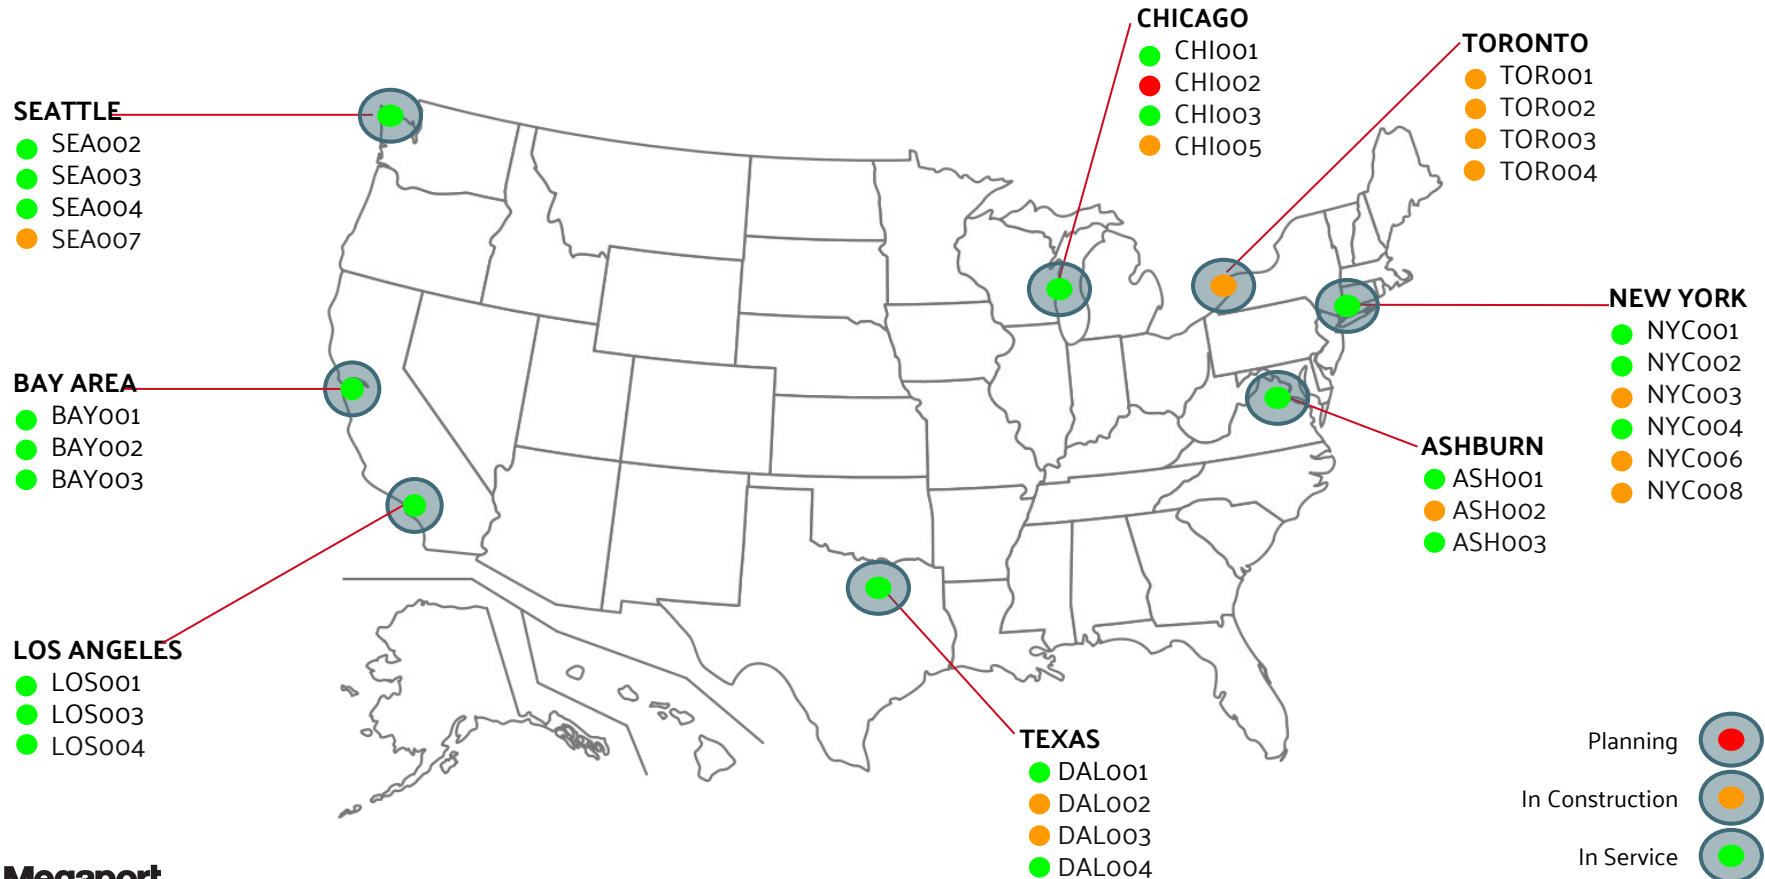 CHICAGO
CHI001
CHI002
CHI003
CHI005
TORONTO
TOR001
TOR002
TOR003
TOR004
SEATTLE
SEA002
SEA003
SEA004
SEA007
NEW YORK
NYC001
NYC002
NYC003
NYC004
NYC006
NYC008
BAY AREA
BAY001
BAY002
BAY003
ASHBURN
ASH001
ASH002
ASH003
LOS ANGELES
LOS001
LOS003
LOS004
TEXAS
DAL001
DAL002
DAL003
DAL004
Planning
In Construction
In Service
Megaport